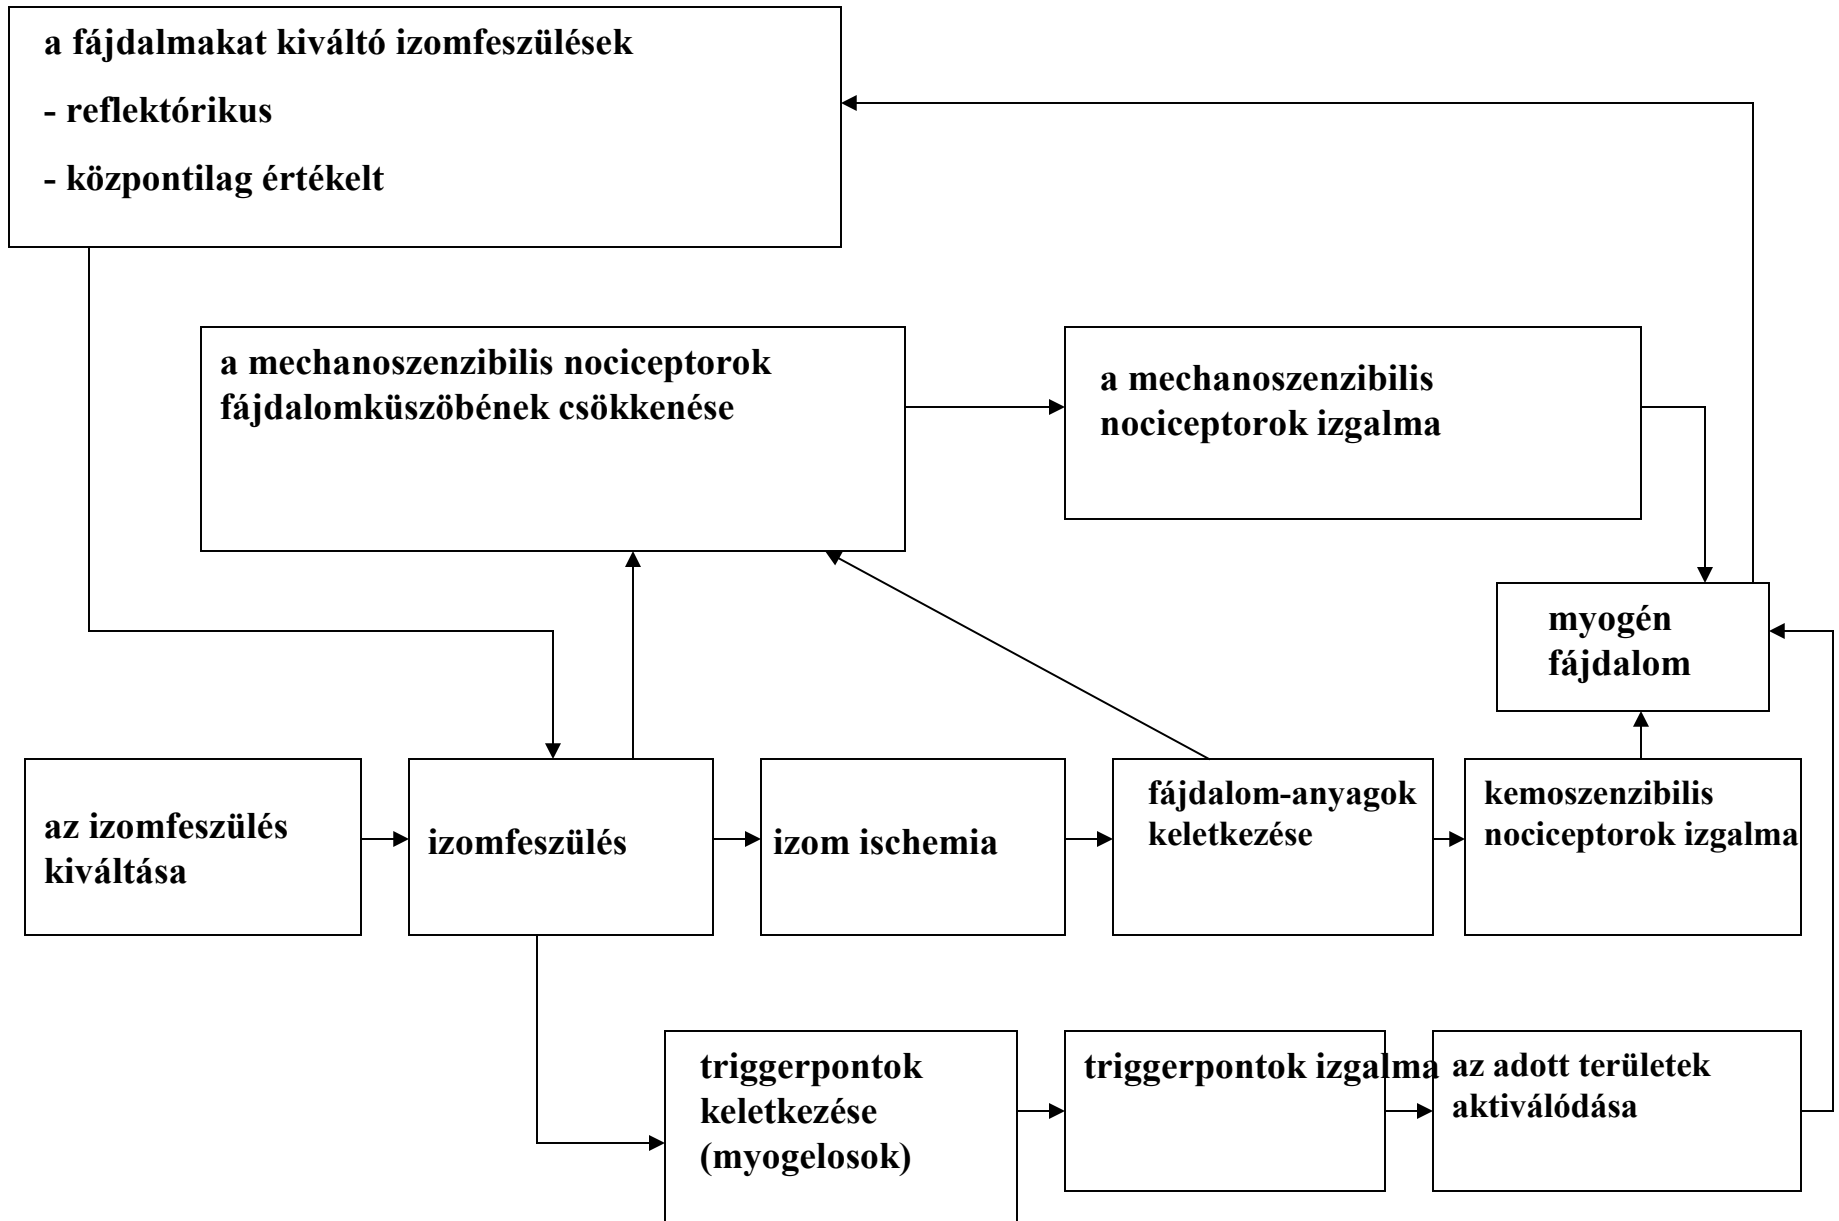 a fájdalmakat kiváltó izomfeszülések
- reflektórikus
- központilag értékelt
a mechanoszenzibilis nociceptorok
fájdalomküszöbének csökkenése
a mechanoszenzibilis
nociceptorok izgalma
myogén
fájdalom
az izomfeszülés
kiváltása
izomfeszülés
izom ischemia
fájdalom-anyagok
keletkezése
kemoszenzibilis
nociceptorok izgalma
triggerpontok
keletkezése
(myogelosok)
triggerpontok izgalma
az adott területek
aktiválódása